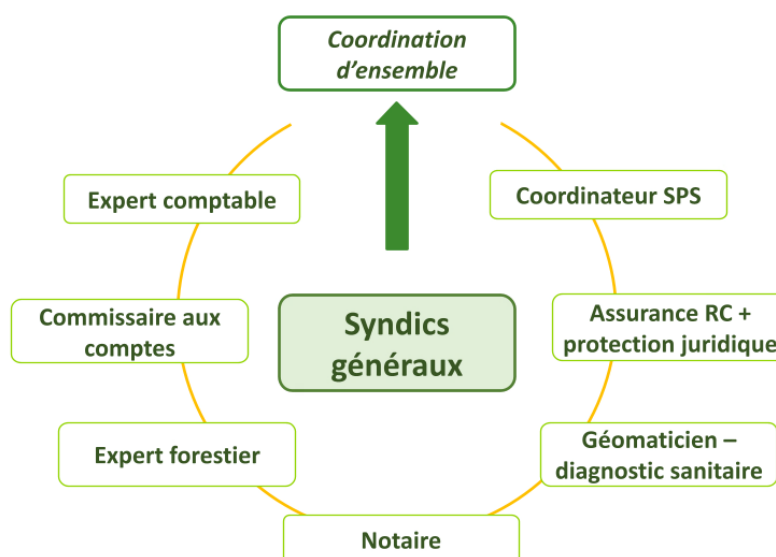 Coordination
d’ensemble
Expert comptable
Coordinateur SPS
Commissaire aux
comptes
Syndics
généraux
Assurance RC +
protection juridique
Expert forestier
Géomaticien –
diagnostic sanitaire
Notaire